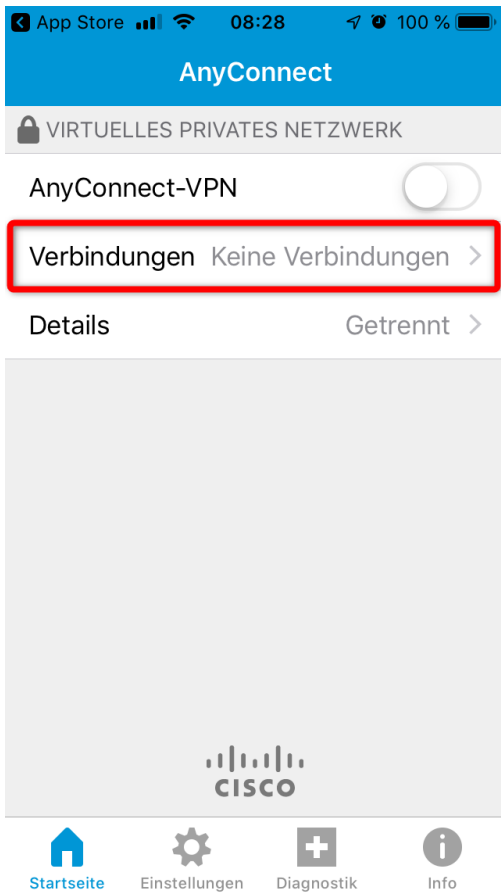 App Store 08:28 100 %
AnyConnect
VIRTUELLES PRIVATES NETZWERK
AnyConnect-VPN
Verbindungen Keine Verbindungen
Details Getrennt
CISCO
Startseite Einstellungen Diagnostik Info